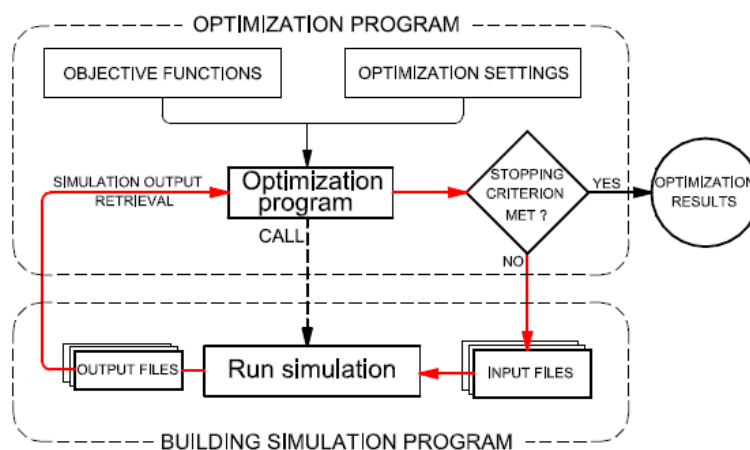 OPTIMIZATION PROGRAM
OBJECTIVE FUNCTIONS
OPTIMIZATION SETTINGS
SIMULATION OUTPUT
RETRIEVAL
Optimization
program
STOPPING
CRITERION
MET ?
YES
OPTIMIZATION
RESULTS
CALL
NO
OUTPUT FILES
Run simulation
INPUT FILES
BUILDING SIMULATION PROGRAM